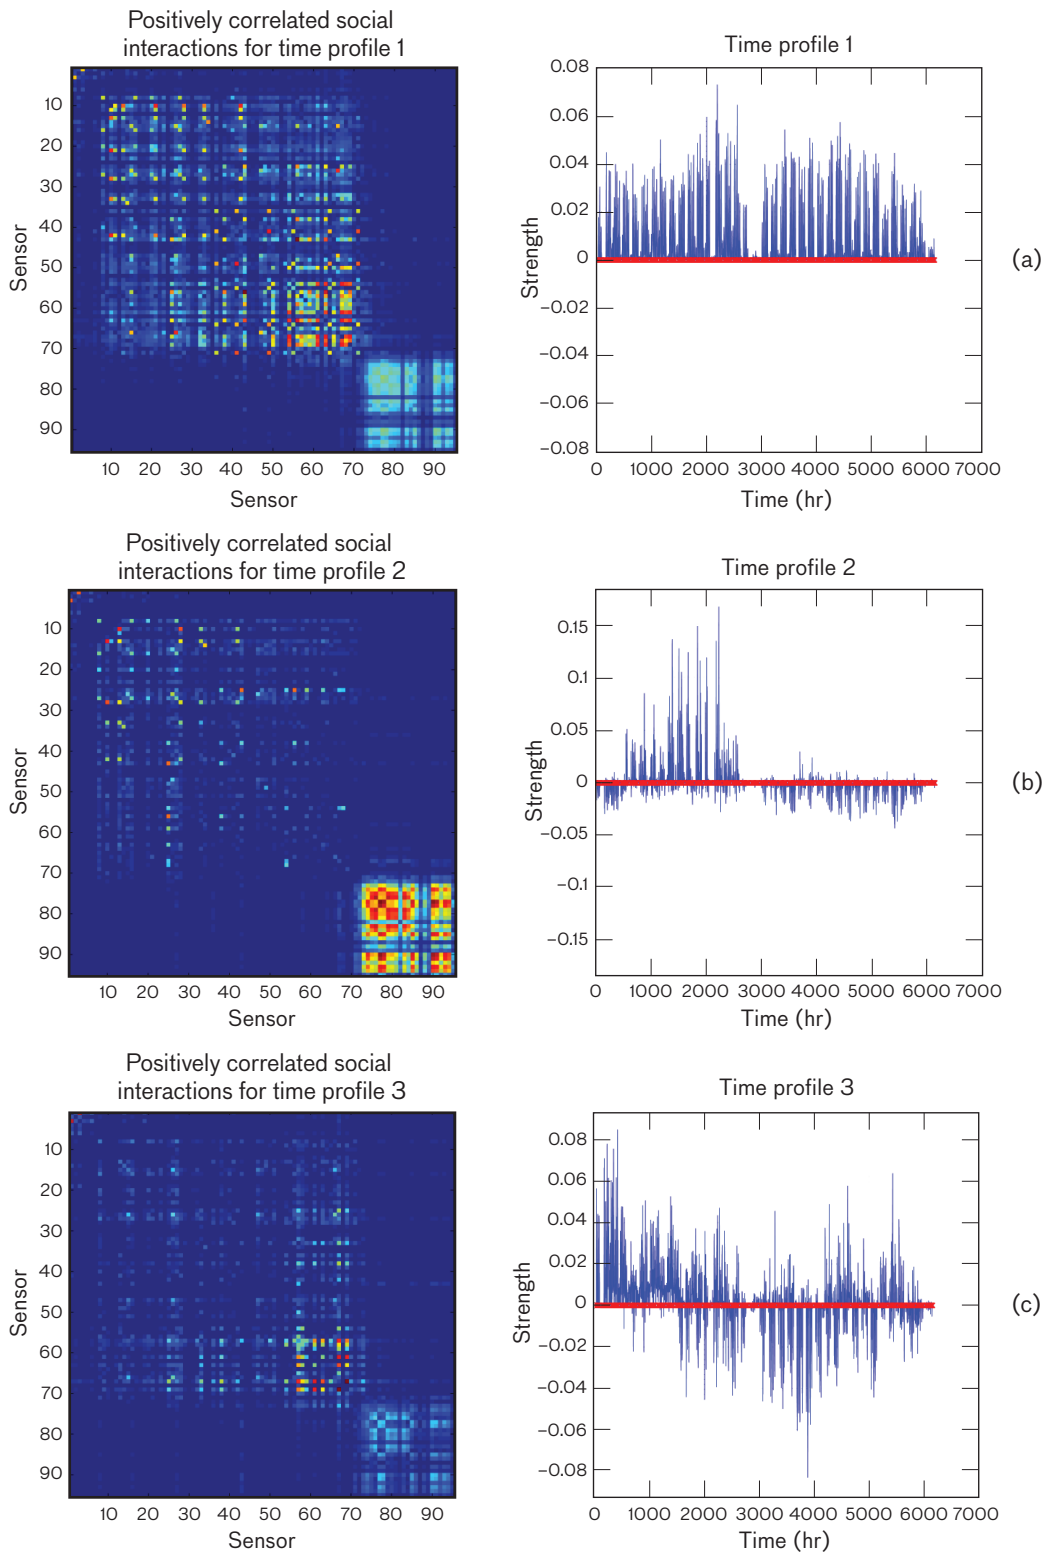 Positively correlated social
interactions for time profile 1
10
20
30
40
50
60
70
80
90
Sensor
10 20 30 40 50 60 70 80 90
Sensor
Time profile 1
0.08
0.06
0.04
0.02
0
−0.02
−0.04
−0.06
−0.08
Strength
0 1000 2000 3000 4000 5000 6000 7000
Time (hr)
(a)
Positively correlated social
interactions for time profile 2
10
20
30
40
50
60
70
80
90
Sensor
10 20 30 40 50 60 70 80 90
Sensor
Time profile 2
0.15
0.1
0.05
0
−0.05
−0.1
−0.15
Strength
0 1000 2000 3000 4000 5000 6000 7000
Time (hr)
(b)
Positively correlated social
interactions for time profile 3
10
20
30
40
50
60
70
80
90
Sensor
10 20 30 40 50 60 70 80 90
Sensor
Time profile 3
0.08
0.06
0.04
0.02
0
−0.02
−0.04
−0.06
−0.08
Strength
0 1000 2000 3000 4000 5000 6000 7000
Time (hr)
(c)